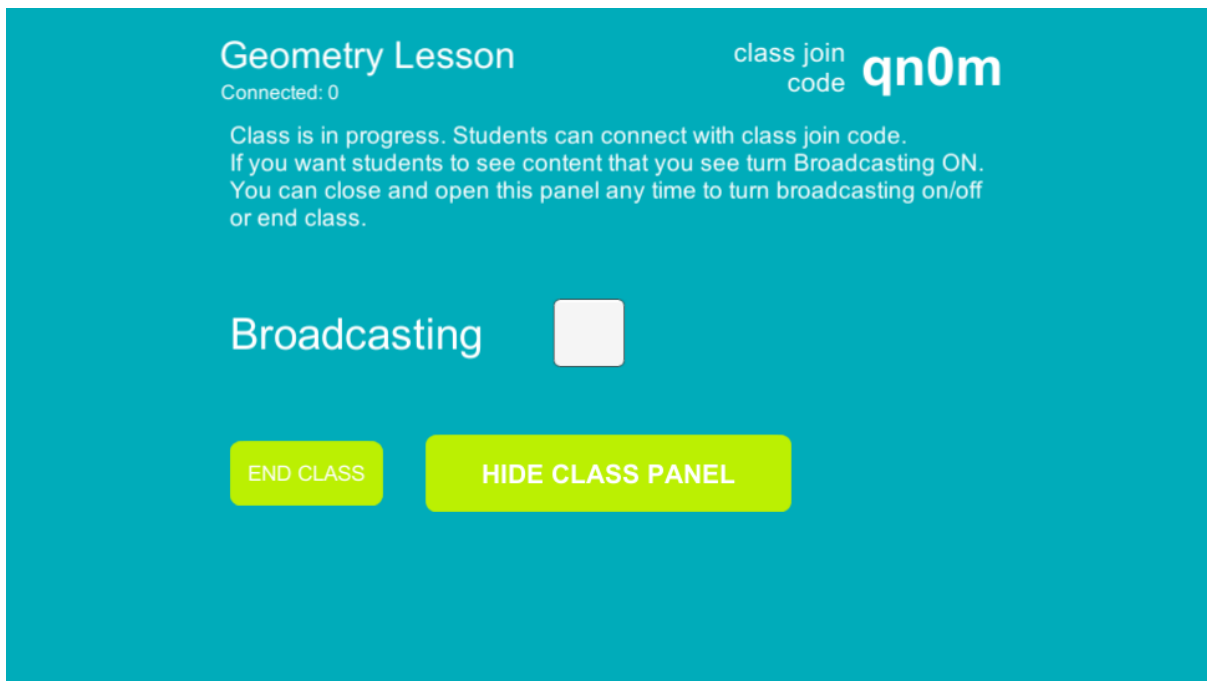 Geometry Lesson
Connected: 0
class join
code
qn0m
Class is in progress. Students can connect with class join code.
If you want students to see content that you see turn Broadcasting ON.
You can close and open this panel any time to turn broadcasting on/off
or end class.
Broadcasting
END CLASS
HIDE CLASS PANEL